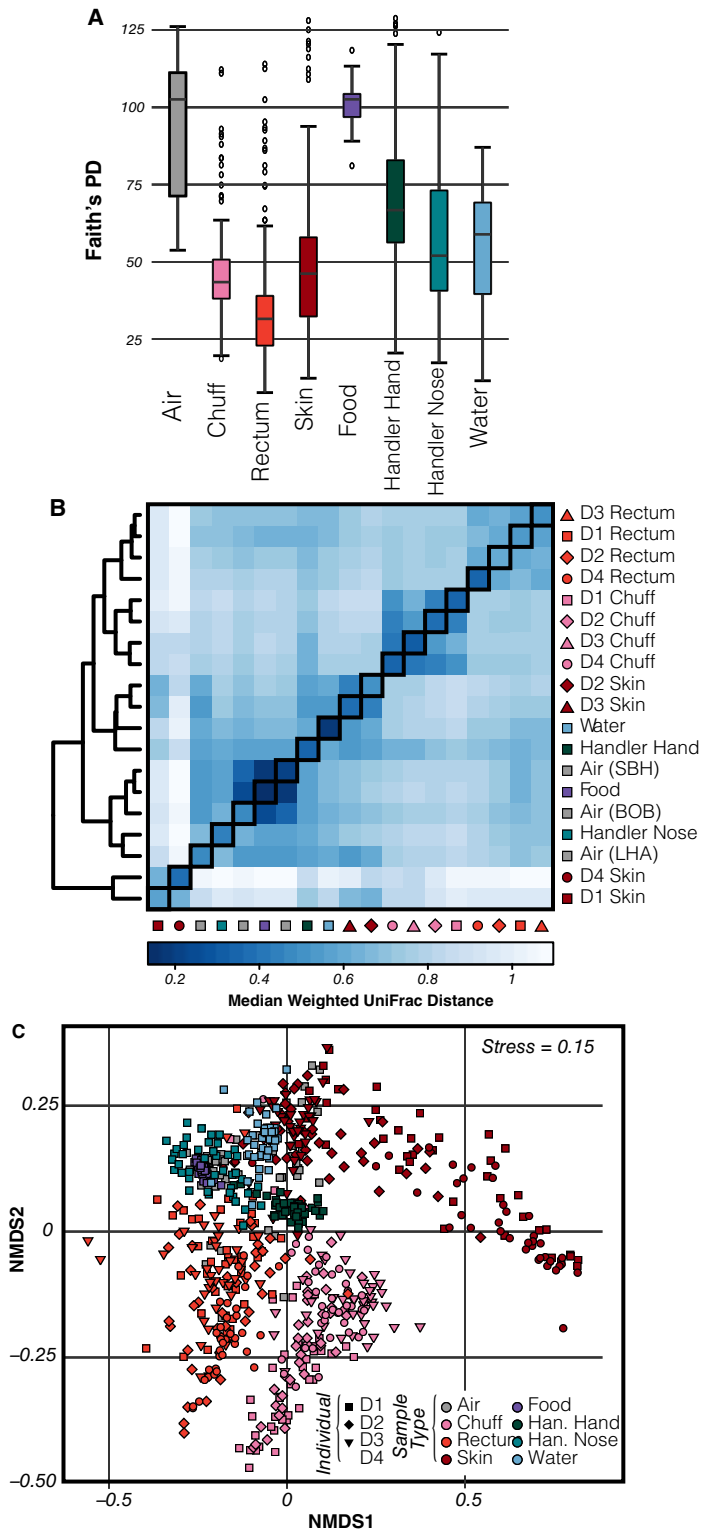 A
125
100
75
50
25
Faith's PD
Air
Chuff
Rectum
Skin
Food
Handler Hand
Handler Nose
Water
B
D3 Rectum
D1 Rectum
D2 Rectum
D4 Rectum
D1 Chuff
D2 Chuff
D3 Chuff
D4 Chuff
D2 Skin
D3 Skin
Water
Handler Hand
Air (SBH)
Food
Air (BOB)
Handler Nose
Air (LHA)
D4 Skin
D1 Skin
0.2 0.4 0.6 0.8 1
Median Weighted UniFrac Distance
C
Stress = 0.15
0.25
0
−0.25
−0.50
NMDS2
Individual
D1
D2
D3
D4
Sample Type
Air
Chuff
Rectum
Skin
Food
Han. Hand
Han. Nose
Water
−0.5 0 0.5
NMDS1